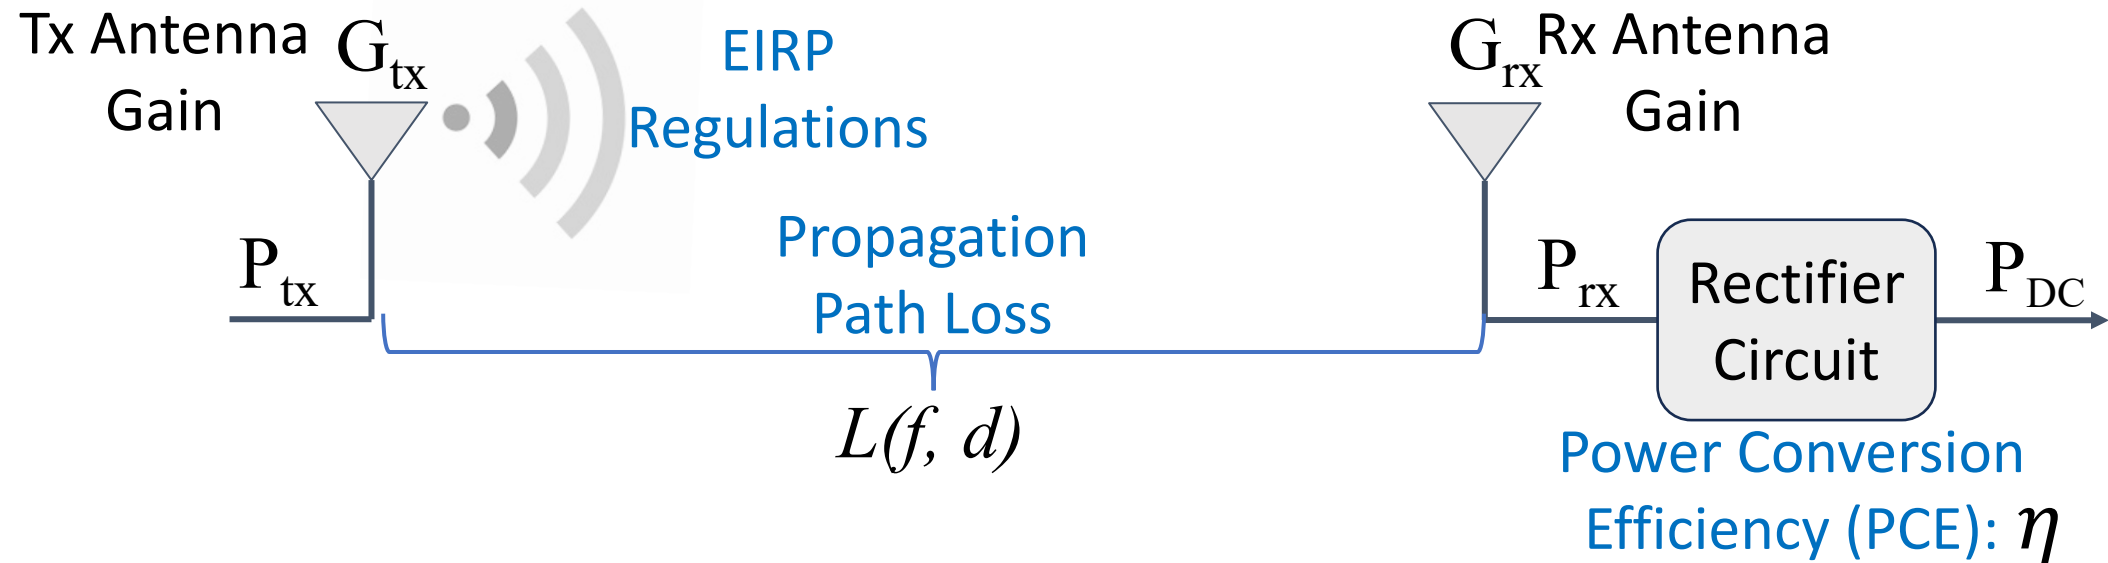 Tx Antenna
Gain
G_tx
EIRP
Regulations
G_rx
Rx Antenna
Gain
P_tx
Propagation
Path Loss
L(f, d)
P_rx
Rectifier
Circuit
P_DC
Power Conversion
Efficiency (PCE): η